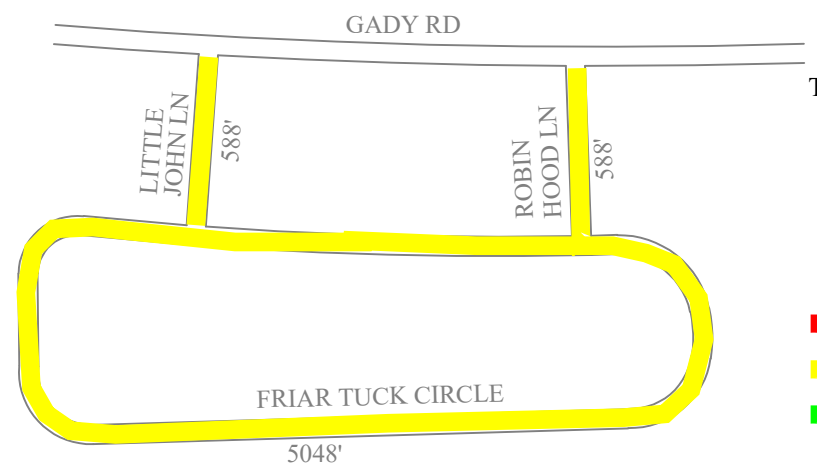 GADY RD
T
LITTLE
JOHN LN
588'
ROBIN
HOOD LN
588'
FRIAR TUCK CIRCLE
5048'